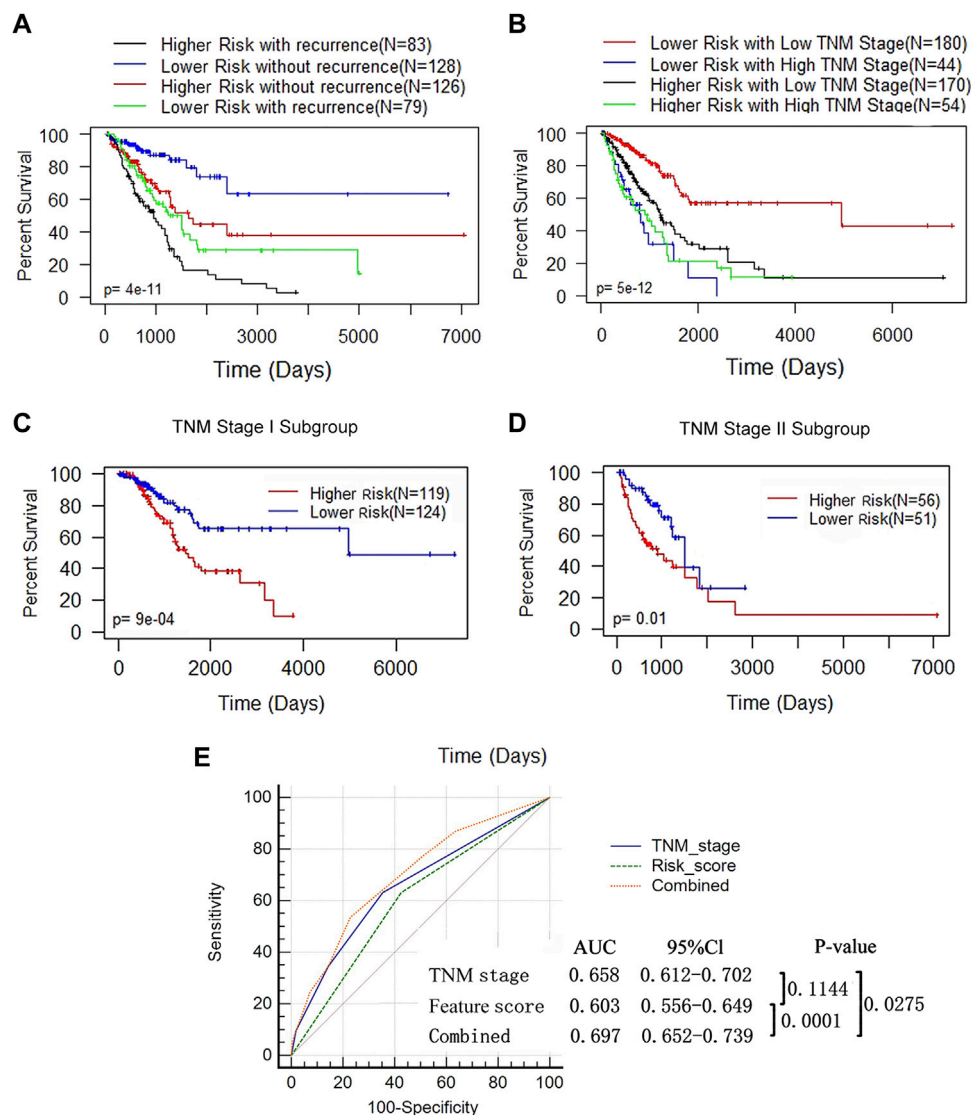 A
Higher Risk with recurrence(N=83)
Lower Risk without recurrence(N=128)
Higher Risk without recurrence(N=126)
Lower Risk with recurrence(N=79)
Percent Survival
100
80
60
40
20
0
p= 4e-11
0 1000 3000 5000 7000
Time (Days)
B
Lower Risk with Low TNM Stage(N=180)
Lower Risk with High TNM Stage(N=44)
Higher Risk with Low TNM Stage(N=170)
Higher Risk with High TNM Stage(N=54)
Percent Survival
100
80
60
40
20
0
p= 5e-12
0 2000 4000 6000
Time (Days)
C
TNM Stage I Subgroup
Higher Risk(N=119)
Lower Risk(N=124)
Percent Survival
100
80
60
40
20
0
p= 9e-04
0 2000 4000 6000
Time (Days)
D
TNM Stage II Subgroup
Higher Risk(N=56)
Lower Risk(N=51)
Percent Survival
100
80
60
40
20
0
p= 0.01
0 1000 3000 5000 7000
Time (Days)
E
Time (Days)
Sensitivity
100
80
60
40
20
0
0 20 40 60 80 100
100-Specificity
TNM_stage
Risk_score
Combined
AUC 95%Cl P-value
TNM stage 0.658 0.612-0.702
Feature score 0.603 0.556-0.649
Combined 0.697 0.652-0.739
0.1144
0.0001
0.0275